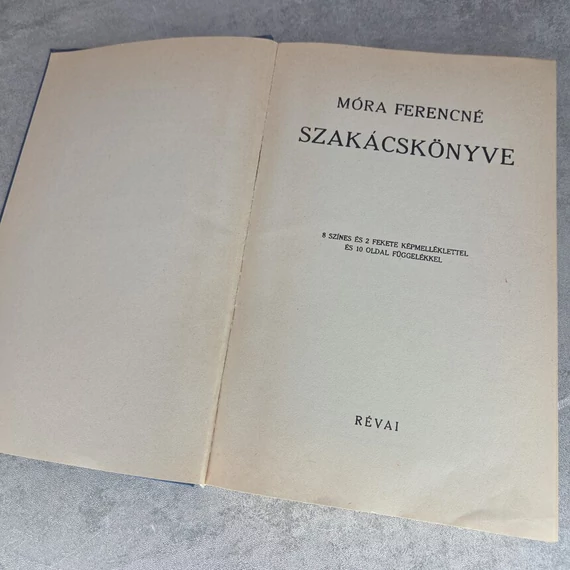 MÓRA FERENCNÉ
SZAKÁCSKÖNYVE
8 SZÍNES ÉS 2 FEKETE KÉPMELLÉKLETTEL
ÉS 10 OLDAL FÜGGELÉKKEL
RÉVAI